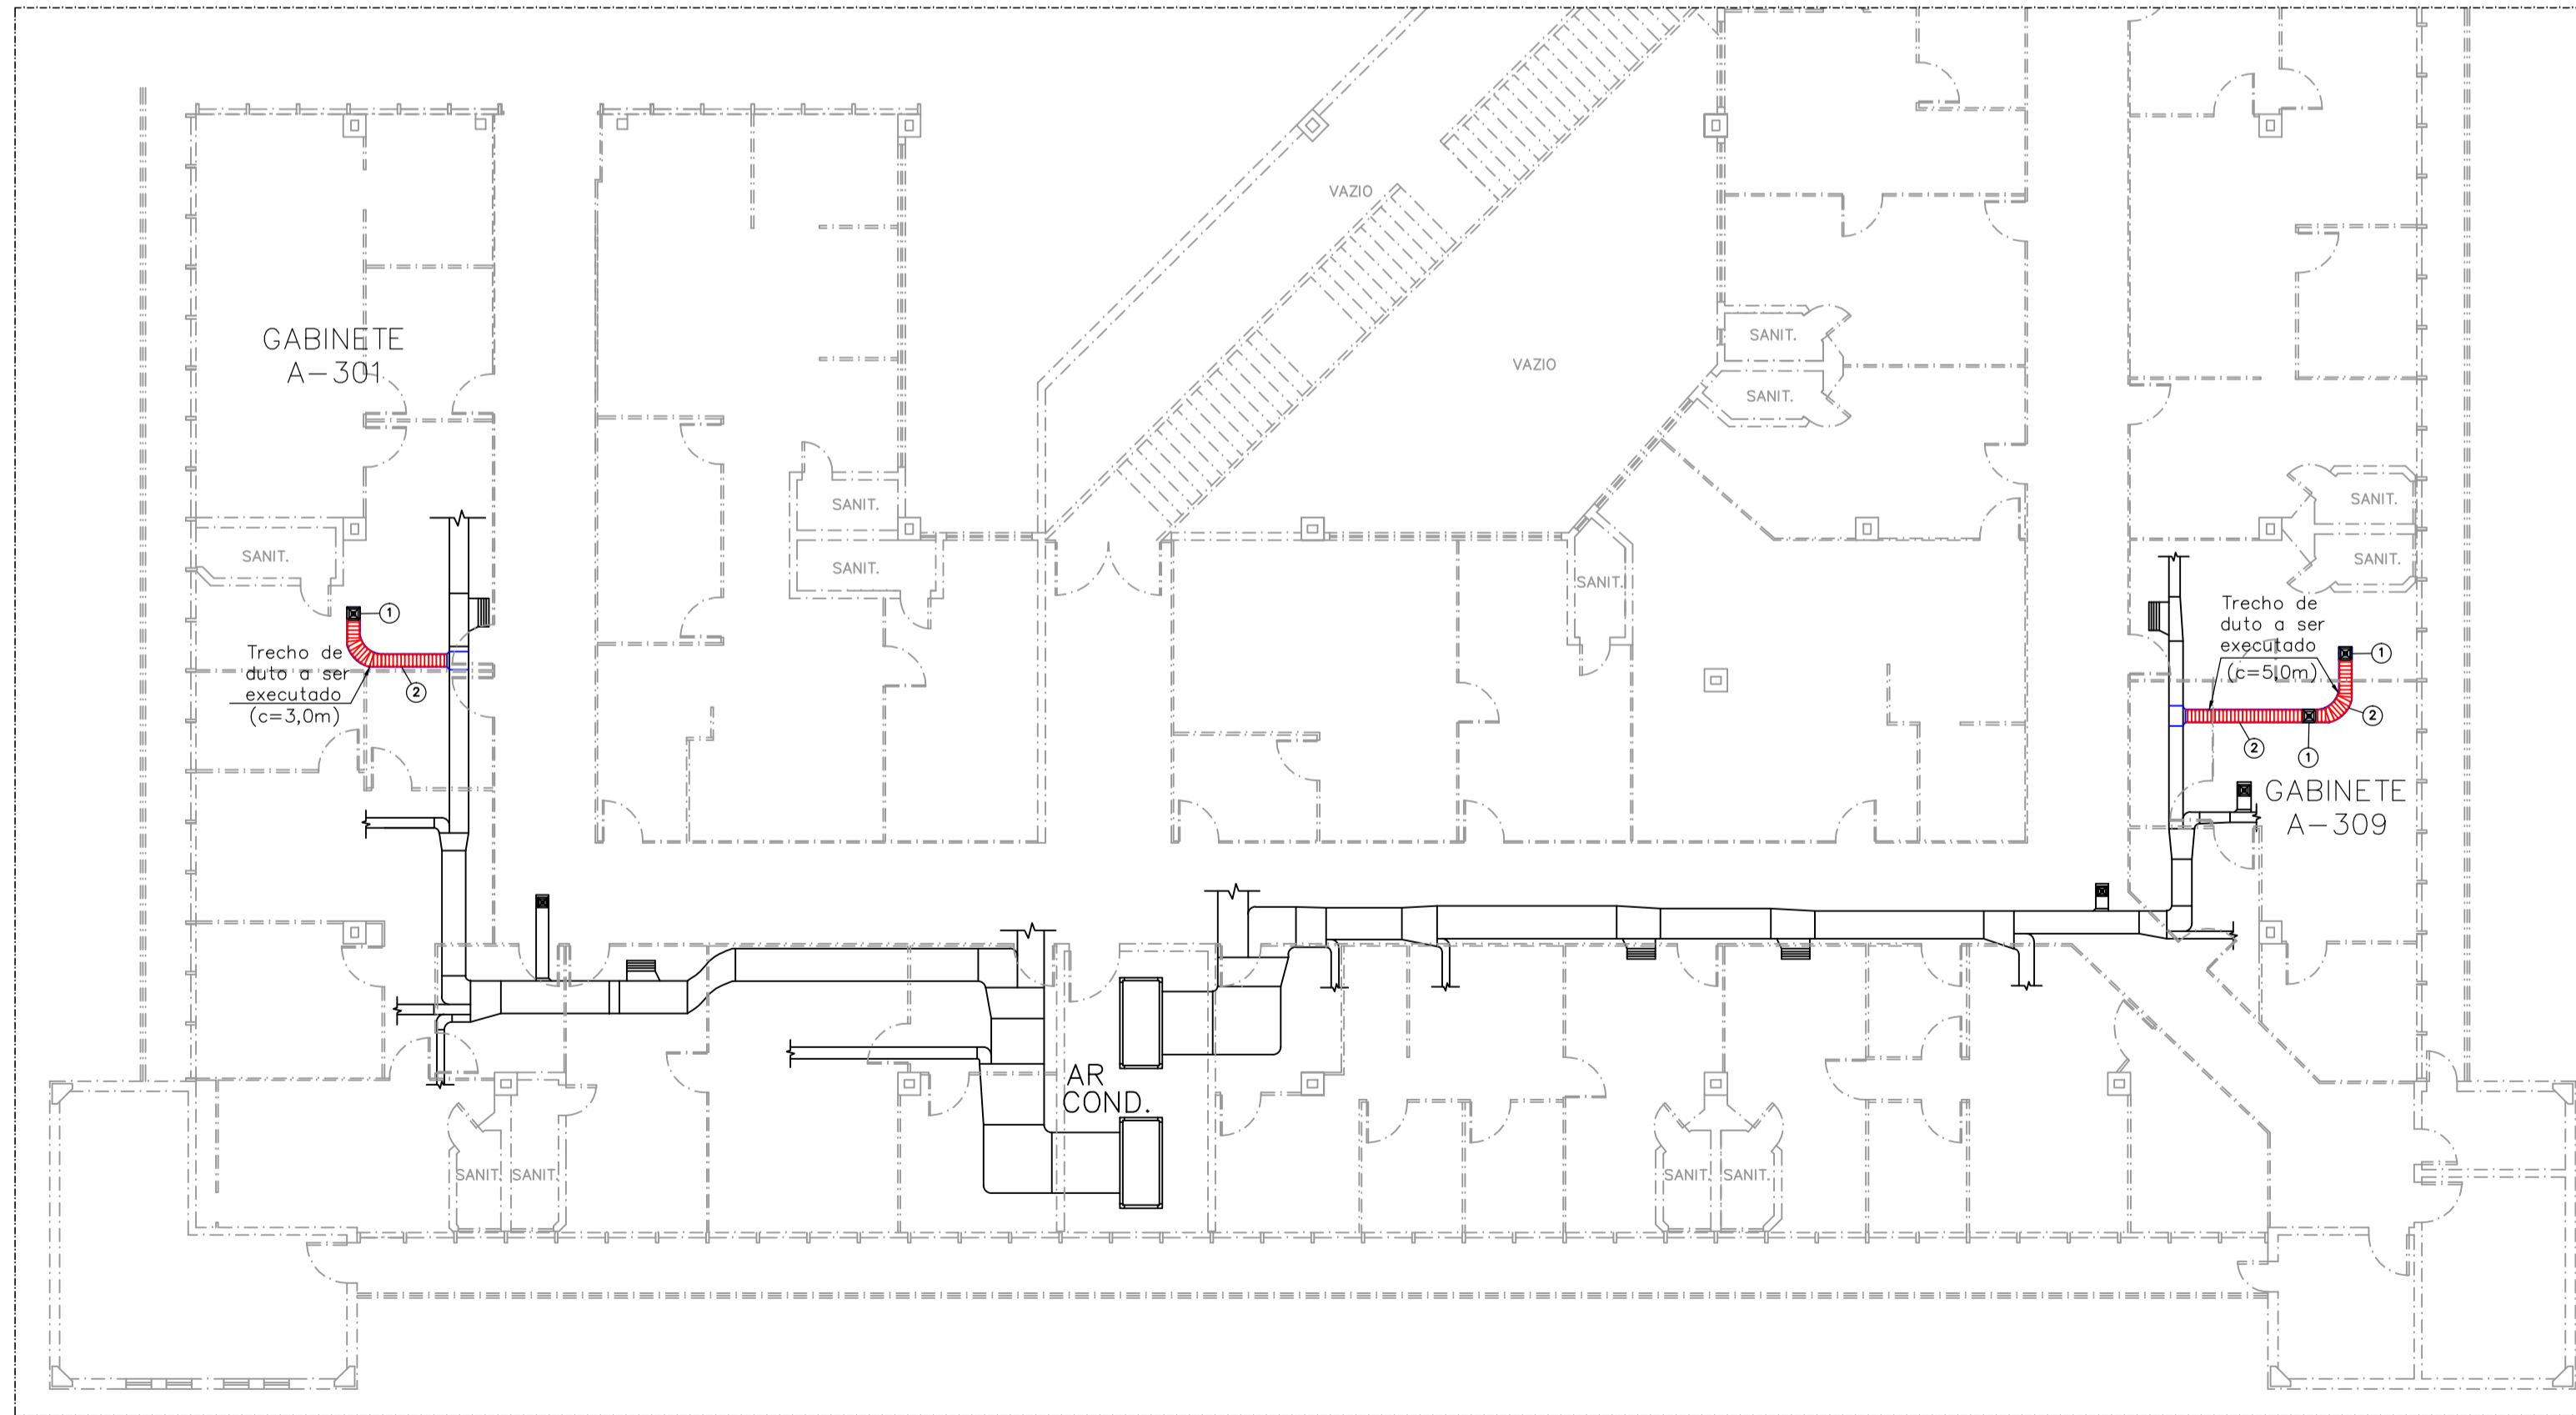 VAZIO
GABINETE
A-301
SANIT.
VAZIO
SANIT.
SANIT.
SANIT.
SANIT.
SANIT.
SANIT.
SANIT.
SANIT.
1
Trecho de
duto a ser
executado
(c=3,0m)
2
Trecho de
duto a ser
executado
(c=5,0m)
1
2
2
1
GABINETE
A-309
AR
COND.
SANIT.
SANIT.
SANIT.
SANIT.